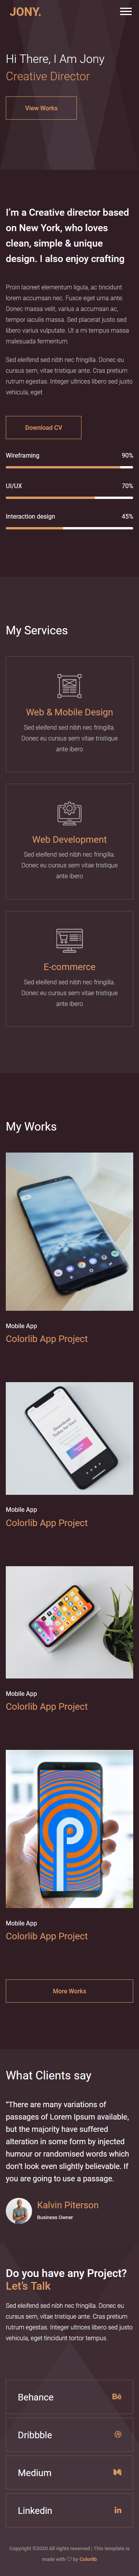 JONY.
Hi There, I Am Jony
Creative Director
View Works
I'm a Creative director based
on New York, who loves
clean, simple & unique
design. I also enjoy crafting
Proin laoreet elementum ligula, ac tincidunt
lorem accumsan nec. Fusce eget urna ante.
Donec massa velit, varius a accumsan ac,
tempor iaculis massa. Sed placerat justo sed
libero varius vulputate. Ut a mi tempus massa
malesuada fermentum.
Sed eleifend sed nibh nec fringilla. Donec eu
cursus sem, vitae tristique ante. Cras pretium
rutrum egestas. Integer ultrices libero sed justo
vehicula, eget
Download CV
Wireframing 90%
UI/UX 70%
Interaction design 45%
My Services
Web & Mobile Design
Sed eleifend sed nibh nec fringilla.
Donec eu cursus sem vitae tristique
ante ibero
Web Development
Sed eleifend sed nibh nec fringilla.
Donec eu cursus sem vitae tristique
ante ibero
E-commerce
Sed eleifend sed nibh nec fringilla.
Donec eu cursus sem vitae tristique
ante ibero
My Works
Mobile App
Colorlib App Project
Mobile App
Colorlib App Project
Mobile App
Colorlib App Project
Mobile App
Colorlib App Project
More Works
What Clients say
"There are many variations of
passages of Lorem Ipsum available,
but the majority have suffered
alteration in some form by injected
humour or randomised words which
don't look even slightly believable. If
you are going to use a passage.
Kalvin Piterson
Business Owner
Do you have any Project?
Let's Talk
Sed eleifend sed nibh nec fringilla. Donec eu
cursus sem, vitae tristique ante. Cras pretium
rutrum egestas. Integer ultrices libero sed justo
vehicula, eget tincidunt tortor tempus.
Behance Bē
Dribbble
Medium
Linkedin in
Copyright ©2020 All rights reserved | This template is
made with ♡ by Colorlib